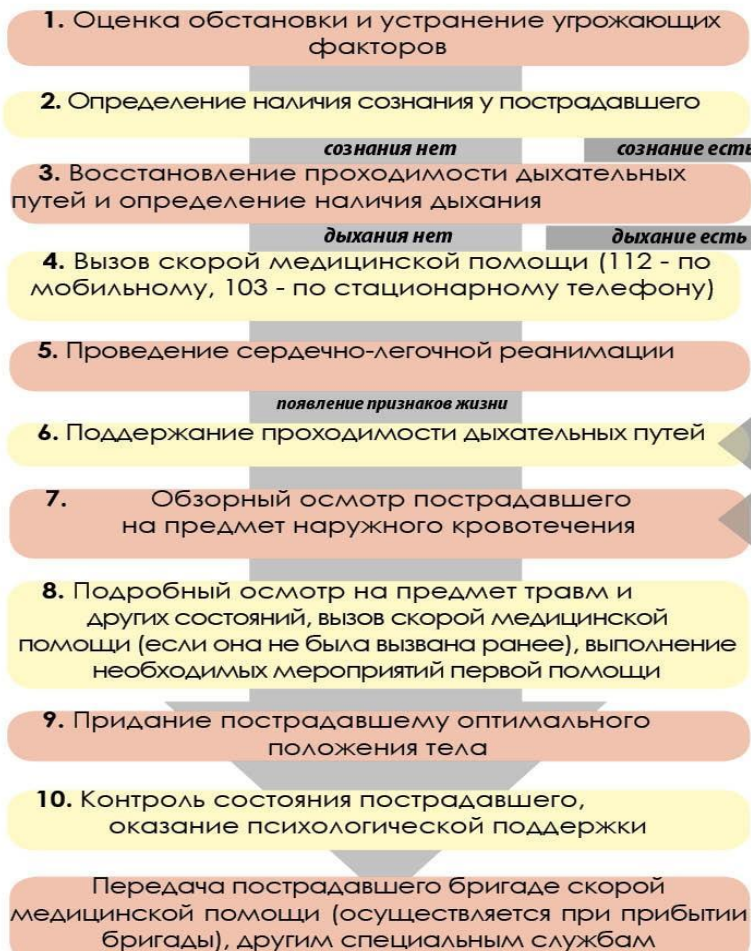 1. Оценка обстановки и устранение угрожающих
факторов
2. Определение наличия сознания у пострадавшего
сознания нет сознание есть
3. Восстановление проходимости дыхательных
путей и определение наличия дыхания
дыхания нет дыхание есть
4. Вызов скорой медицинской помощи (112 - по
мобильному, 103 - по стационарному телефону)
5. Проведение сердечно-легочной реанимации
появление признаков жизни
6. Поддержание проходимости дыхательных путей
7. Обзорный осмотр пострадавшего
на предмет наружного кровотечения
8. Подробный осмотр на предмет травм и
других состояний, вызов скорой медицинской
помощи (если она не была вызвана ранее), выполнение
необходимых мероприятий первой помощи
9. Придание пострадавшему оптимального
положения тела
10. Контроль состояния пострадавшего,
оказание психологической поддержки
Передача пострадавшего бригаде скорой
медицинской помощи (осуществляется при прибытии
бригады), другим специальным службам